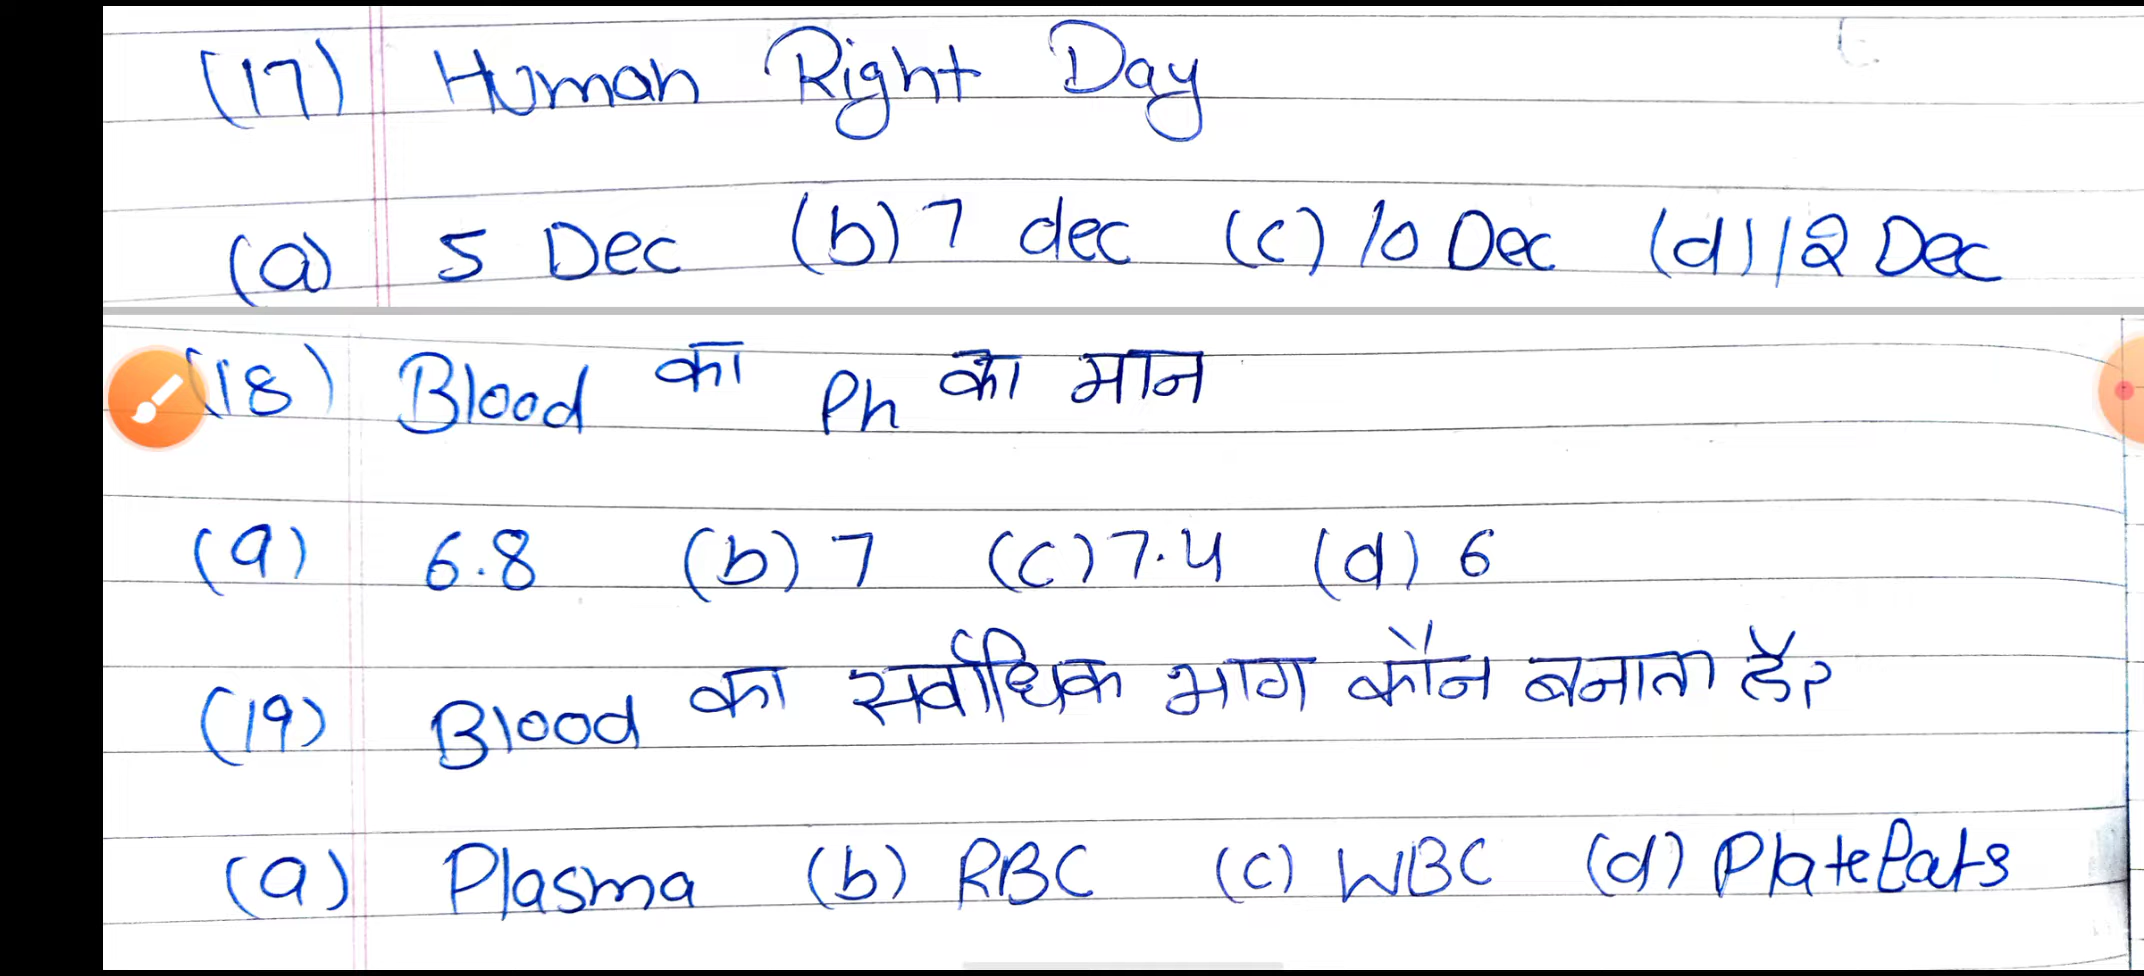 (17) Human Right Day
(a) 5 Dec (b) 7 dec (c) 10 Dec (d) 12 Dec
(18) Blood का Ph का मान
(a) 6.8 (b) 7 (c) 7.4 (d) 6
(19) Blood का सर्वाधिक भाग कौन बनाता है?
(a) Plasma (b) RBC (c) WBC (d) Platelats